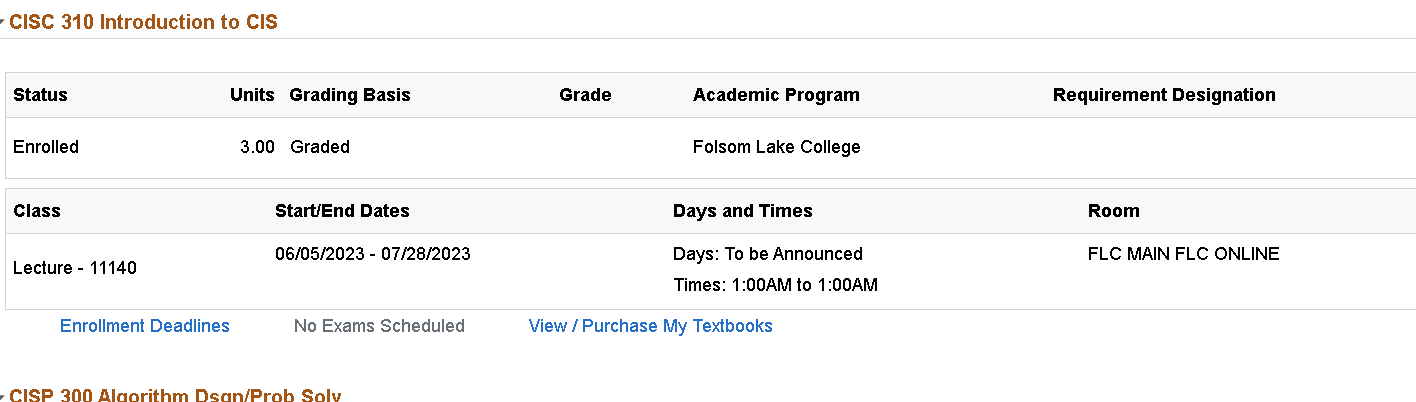 CISC 310 Introduction to CIS
Status Units Grading Basis Grade Academic Program Requirement Designation
Enrolled 3.00 Graded Folsom Lake College
Class Start/End Dates Days and Times Room
Lecture - 11140 06/05/2023 - 07/28/2023 Days: To be Announced FLC MAIN FLC ONLINE
Times: 1:00AM to 1:00AM
Enrollment Deadlines No Exams Scheduled View / Purchase My Textbooks
CISP 300 Algorithm Dsgn/Prob Solv